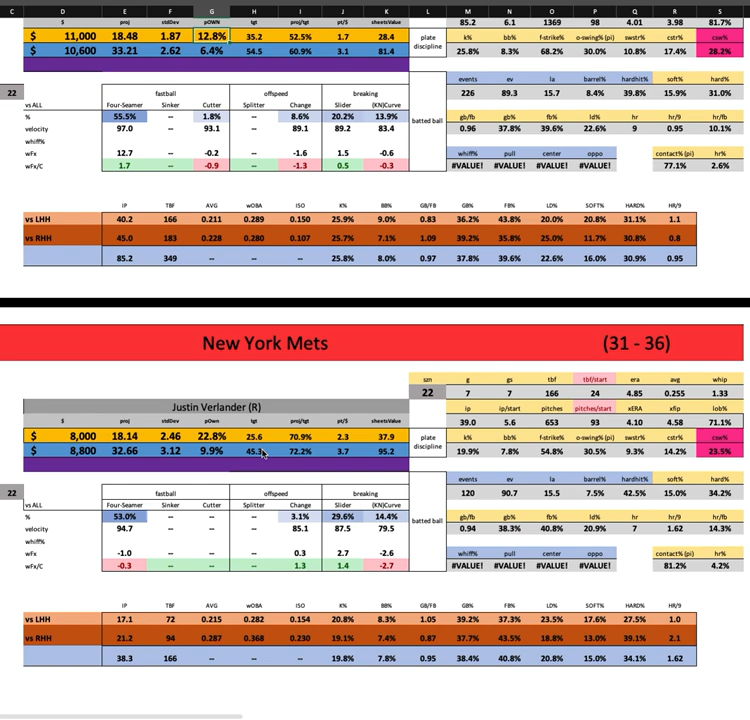 C D E F G H I J K L M N O P Q R S
$ proj stdDev pOWN tgt proj/tgt pt/$ sheetsValue 85.2 6.1 1369 98 4.01 3.98 81.7%
$ 11,000 18.48 1.87 12.8% 35.2 52.5% 1.7 28.4 plate discipline k% bb% f-strike% o-swing% (pi) swstr% cstr% csw%
$ 10,600 33.21 2.62 6.4% 54.5 60.9% 3.1 81.4 25.8% 8.3% 68.2% 30.0% 10.8% 17.4% 28.2%
events ev la barrel% hardhit% soft% hard%
22 fastball offspeed breaking 226 89.3 15.7 8.4% 39.8% 15.9% 31.0%
vs ALL Four-Seamer Sinker Cutter Splitter Change Slider (KN)Curve gb/fb gb% fb% ld% hr hr/9 hr/fb
% 55.5% -- 1.8% -- 8.6% 20.2% 13.9% batted ball
velocity 97.0 -- 93.1 -- 89.1 89.2 83.4 0.96 37.8% 39.6% 22.6% 9 0.95 10.1%
whiff%
wFx 12.7 -0.2 -1.6 1.5 -0.6 whiff% pull center oppo contact% (pi) hr%
wFx/C 1.7 -- -0.9 -- -1.3 0.5 -0.3 #VALUE! #VALUE! #VALUE! #VALUE! 77.1% 2.6%
IP TBF AVG wOBA ISO K% BB% GB/FB GB% FB% LD% SOFT% HARD% HR/9
vs LHH 40.2 166 0.211 0.289 0.150 25.9% 9.0% 0.83 36.2% 43.8% 20.0% 20.8% 31.1% 1.1
vs RHH 45.0 183 0.228 0.280 0.107 25.7% 7.1% 1.09 39.2% 35.8% 25.0% 11.7% 30.8% 0.8
85.2 349 -- -- -- 25.8% 8.0% 0.97 37.8% 39.6% 22.6% 16.0% 30.9% 0.95
New York Mets (31 - 36)
szn g gs tbf tbf/start era avg whip
22 7 7 166 24 4.85 0.255 1.33
Justin Verlander (R) ip ip/start pitches pitches/start xERA xfip lob%
$ proj stdDev pOwn tgt proj/tgt pt/$ sheetsValue 39.0 5.6 653 93 4.10 4.58 71.1%
$ 8,000 18.14 2.46 22.8% 25.6 70.9% 2.3 37.9 plate discipline k% bb% f-strike% o-swing% (pi) swstr% cstr% csw%
$ 8,800 32.66 3.12 9.9% 45.3 72.2% 3.7 95.2 19.9% 7.8% 54.8% 30.5% 9.3% 14.2% 23.5%
events ev la barrel% hardhit% soft% hard%
22 fastball offspeed breaking 120 90.7 15.5 7.5% 42.5% 15.0% 34.2%
vs ALL Four-Seamer Sinker Cutter Splitter Change Slider (KN)Curve gb/fb gb% fb% ld% hr hr/9 hr/fb
% 53.0% -- -- -- 3.1% 29.6% 14.4% batted ball
velocity 94.7 -- -- -- 85.1 87.5 79.5 0.94 38.3% 40.8% 20.9% 7 1.62 14.3%
whiff%
wFx -1.0 0.3 2.7 -2.6 whiff% pull center oppo contact% (pi) hr%
wFx/C -0.3 -- -- -- 1.3 1.4 -2.7 #VALUE! #VALUE! #VALUE! #VALUE! 81.2% 4.2%
IP TBF AVG wOBA ISO K% BB% GB/FB GB% FB% LD% SOFT% HARD% HR/9
vs LHH 17.1 72 0.215 0.282 0.154 20.8% 8.3% 1.05 39.2% 37.3% 23.5% 17.6% 27.5% 1.0
vs RHH 21.2 94 0.287 0.368 0.230 19.1% 7.4% 0.87 37.7% 43.5% 18.8% 13.0% 39.1% 2.1
38.3 166 -- -- -- 19.8% 7.8% 0.95 38.4% 40.8% 20.8% 15.0% 34.1% 1.62